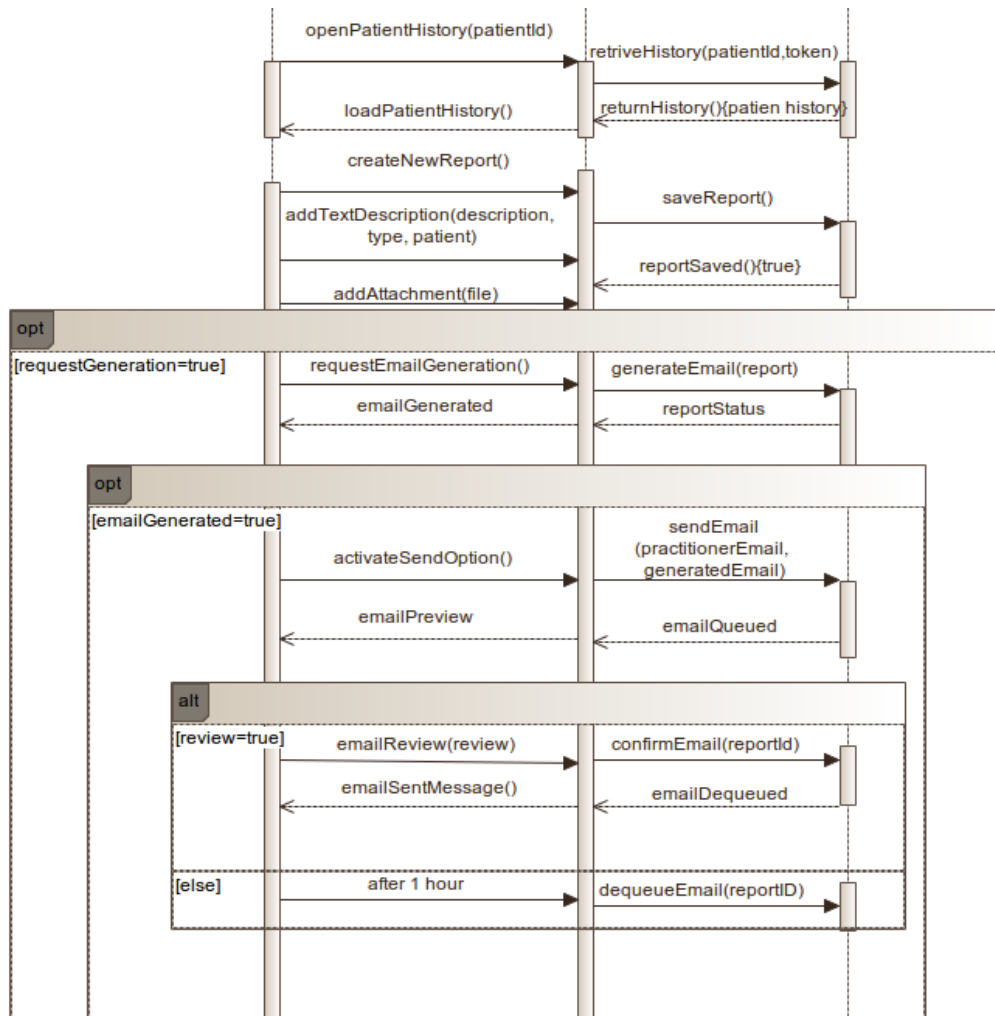 openPatientHistory(patientId)
retriveHistory(patientId,token)
loadPatientHistory()
returnHistory(){patien history}
createNewReport()
saveReport()
addTextDescription(description,
type, patient)
reportSaved(){true}
addAttachment(file)
opt
[requestGeneration=true]
requestEmailGeneration()
generateEmail(report)
emailGenerated
reportStatus
opt
[emailGenerated=true]
sendEmail
(practitionerEmail,
generatedEmail)
activateSendOption()
emailPreview
emailQueued
alt
[review=true]
emailReview(review)
confirmEmail(reportId)
emailSentMessage()
emailDequeued
[else]
after 1 hour
dequeueEmail(reportID)